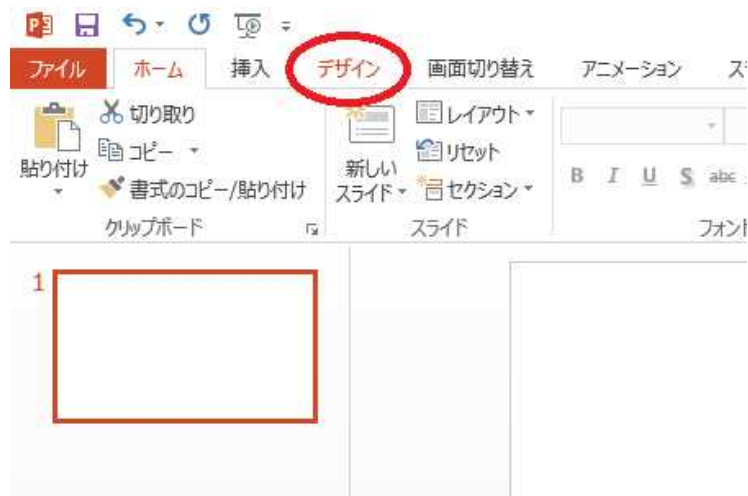 ファイル ホーム 挿入 デザイン 画面切り替え アニメーション
切り取り
コピー
書式のコピー/貼り付け
貼り付け
クリップボード
新しい
スライド
レイアウト
リセット
セクション
スライド
B I U S abc
フォント
1